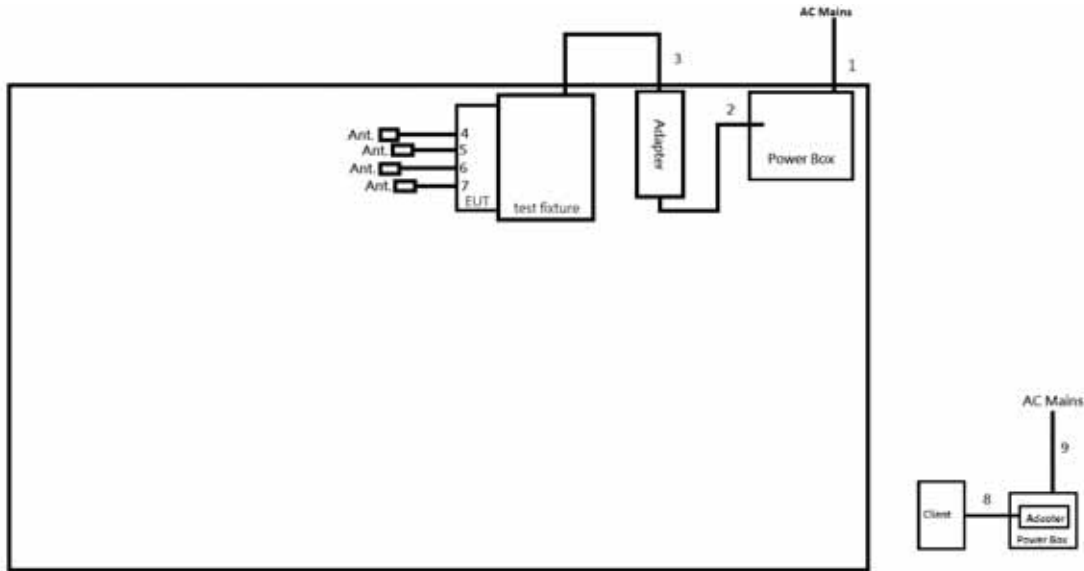 AC Mains
1
3
2
Adapter
Power Box
Ant. 4
Ant. 5
Ant. 6
Ant. 7
EUT
test fixture
AC Mains
9
8
Client
Adapter
Power Box